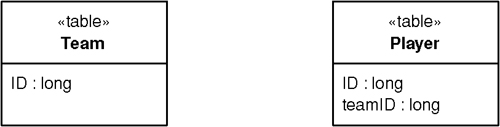 «table»
Team
ID : long
«table»
Player
ID : long
teamID : long